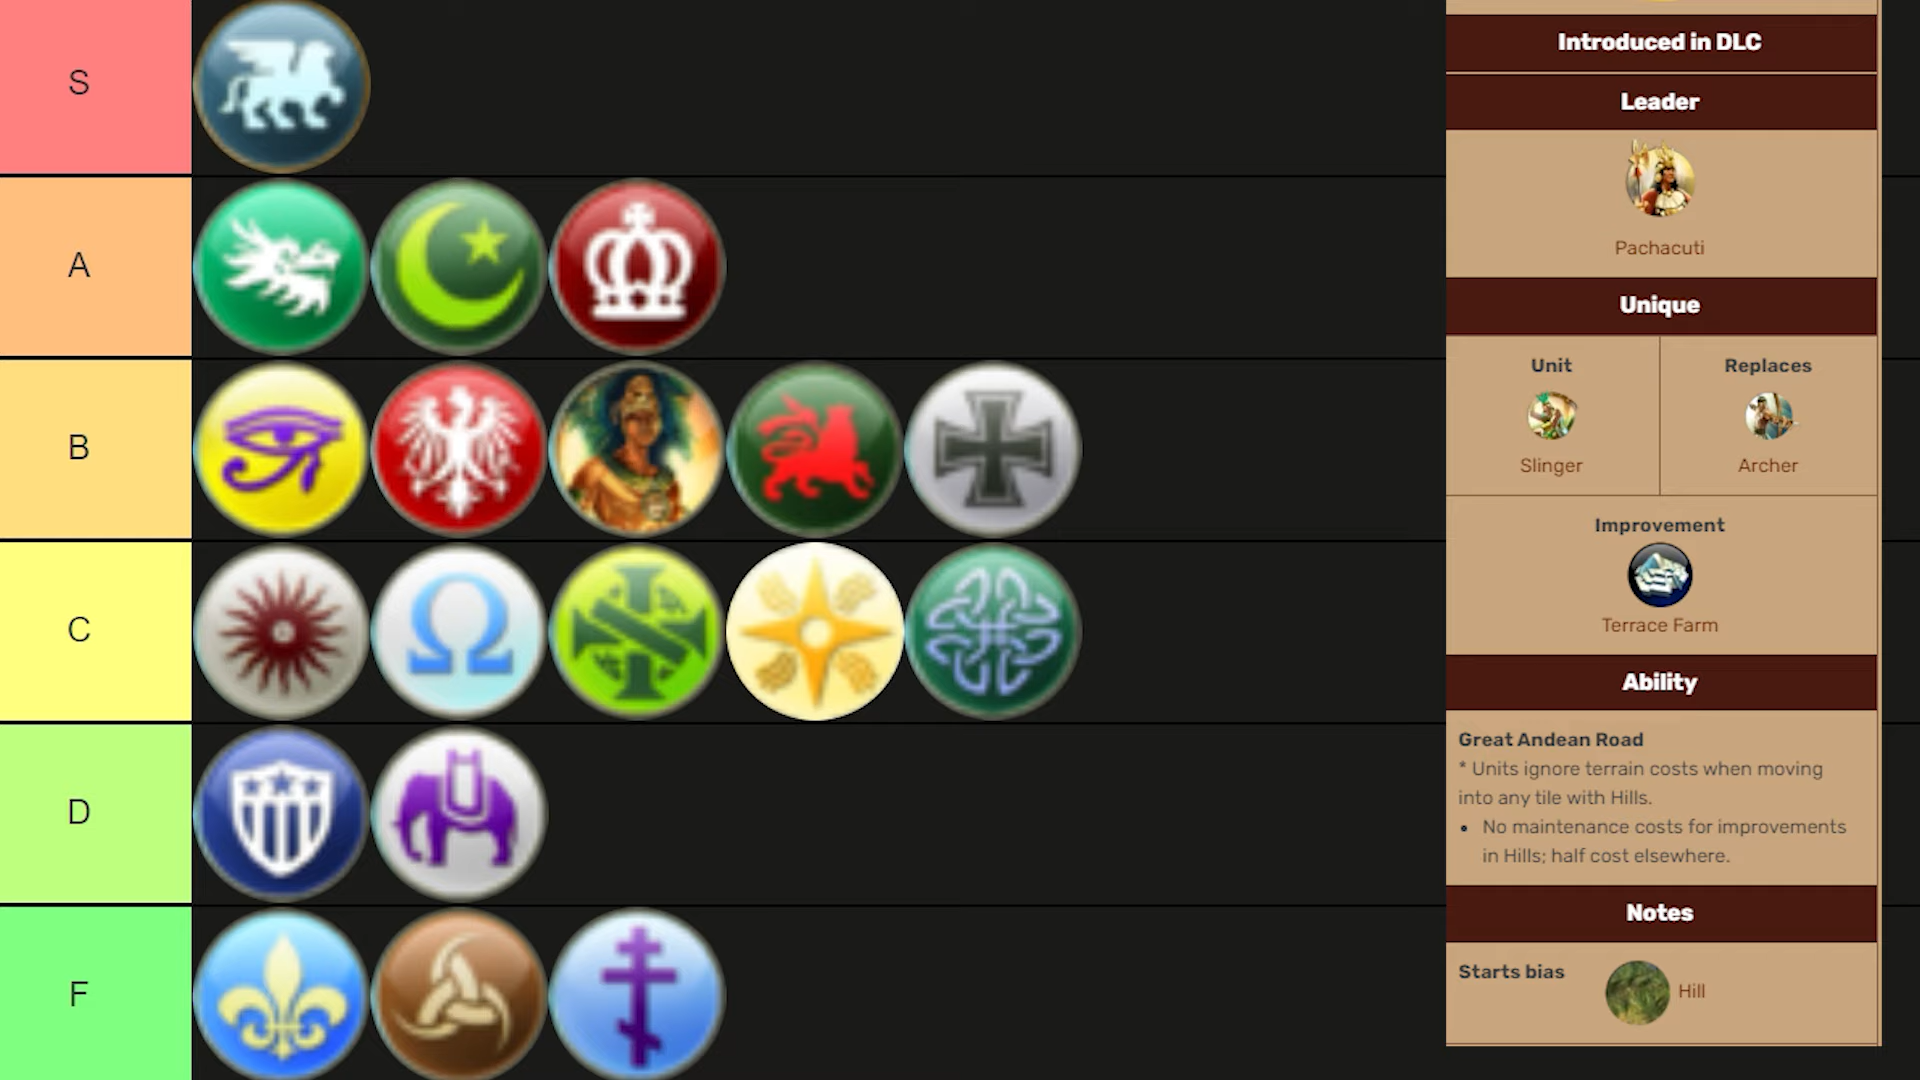 S
A
B
C
D
F
Introduced in DLC
Leader
Pachacuti
Unique
Unit
Replaces
Slinger
Archer
Improvement
Terrace Farm
Ability
Great Andean Road
* Units ignore terrain costs when moving
into any tile with Hills.
• No maintenance costs for improvements
in Hills; half cost elsewhere.
Notes
Starts bias
Hill